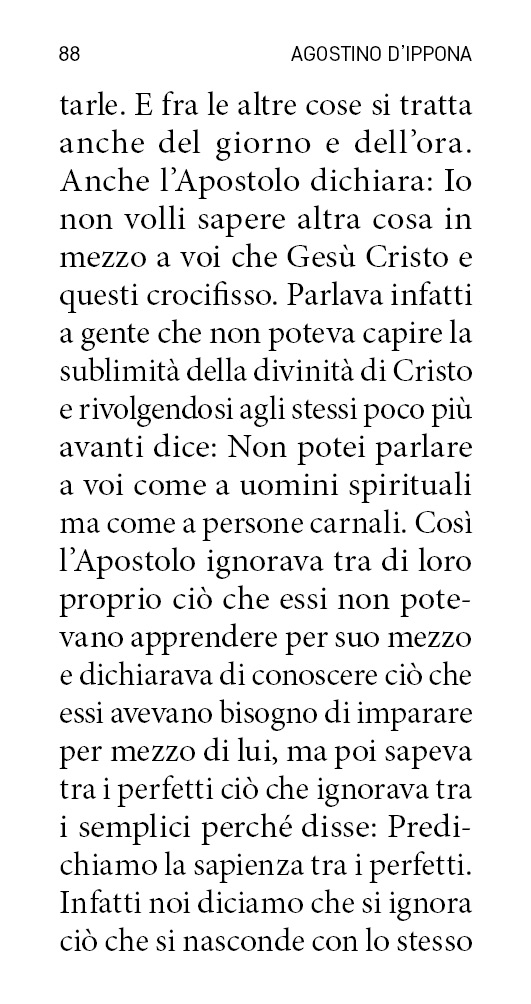 88
AGOSTINO D'IPPONA
tarle. E fra le altre cose si tratta
anche del giorno e dell'ora.
Anche l'Apostolo dichiara: Io
non volli sapere altra cosa in
mezzo a voi che Gesù Cristo e
questi crocifisso. Parlava infatti
a gente che non poteva capire la
sublimità della divinità di Cristo
e rivolgendosi agli stessi poco più
avanti dice: Non potei parlare
a voi come a uomini spirituali
ma come a persone carnali. Così
l'Apostolo ignorava tra di loro
proprio ciò che essi non pote-
vano apprendere per suo mezzo
e dichiarava di conoscere ciò che
essi avevano bisogno di imparare
per mezzo di lui, ma poi sapeva
tra i perfetti ciò che ignorava tra
i semplici perché disse: Predi-
chiamo la sapienza tra i perfetti.
Infatti noi diciamo che si ignora
ciò che si nasconde con lo stesso